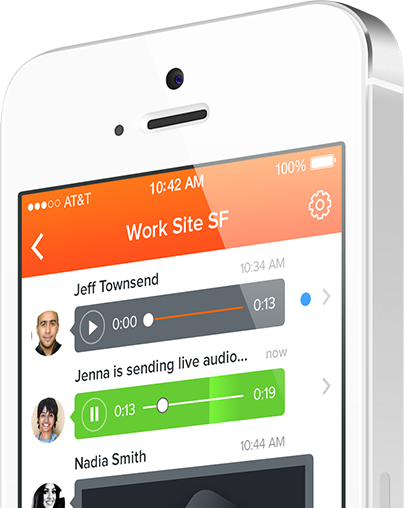 AT&T 10:42 AM 100%
Work Site SF
10:34 AM
Jeff Townsend
0:00 0:13
now
Jenna is sending live audio...
0:13 0:19
10:44 AM
Nadia Smith